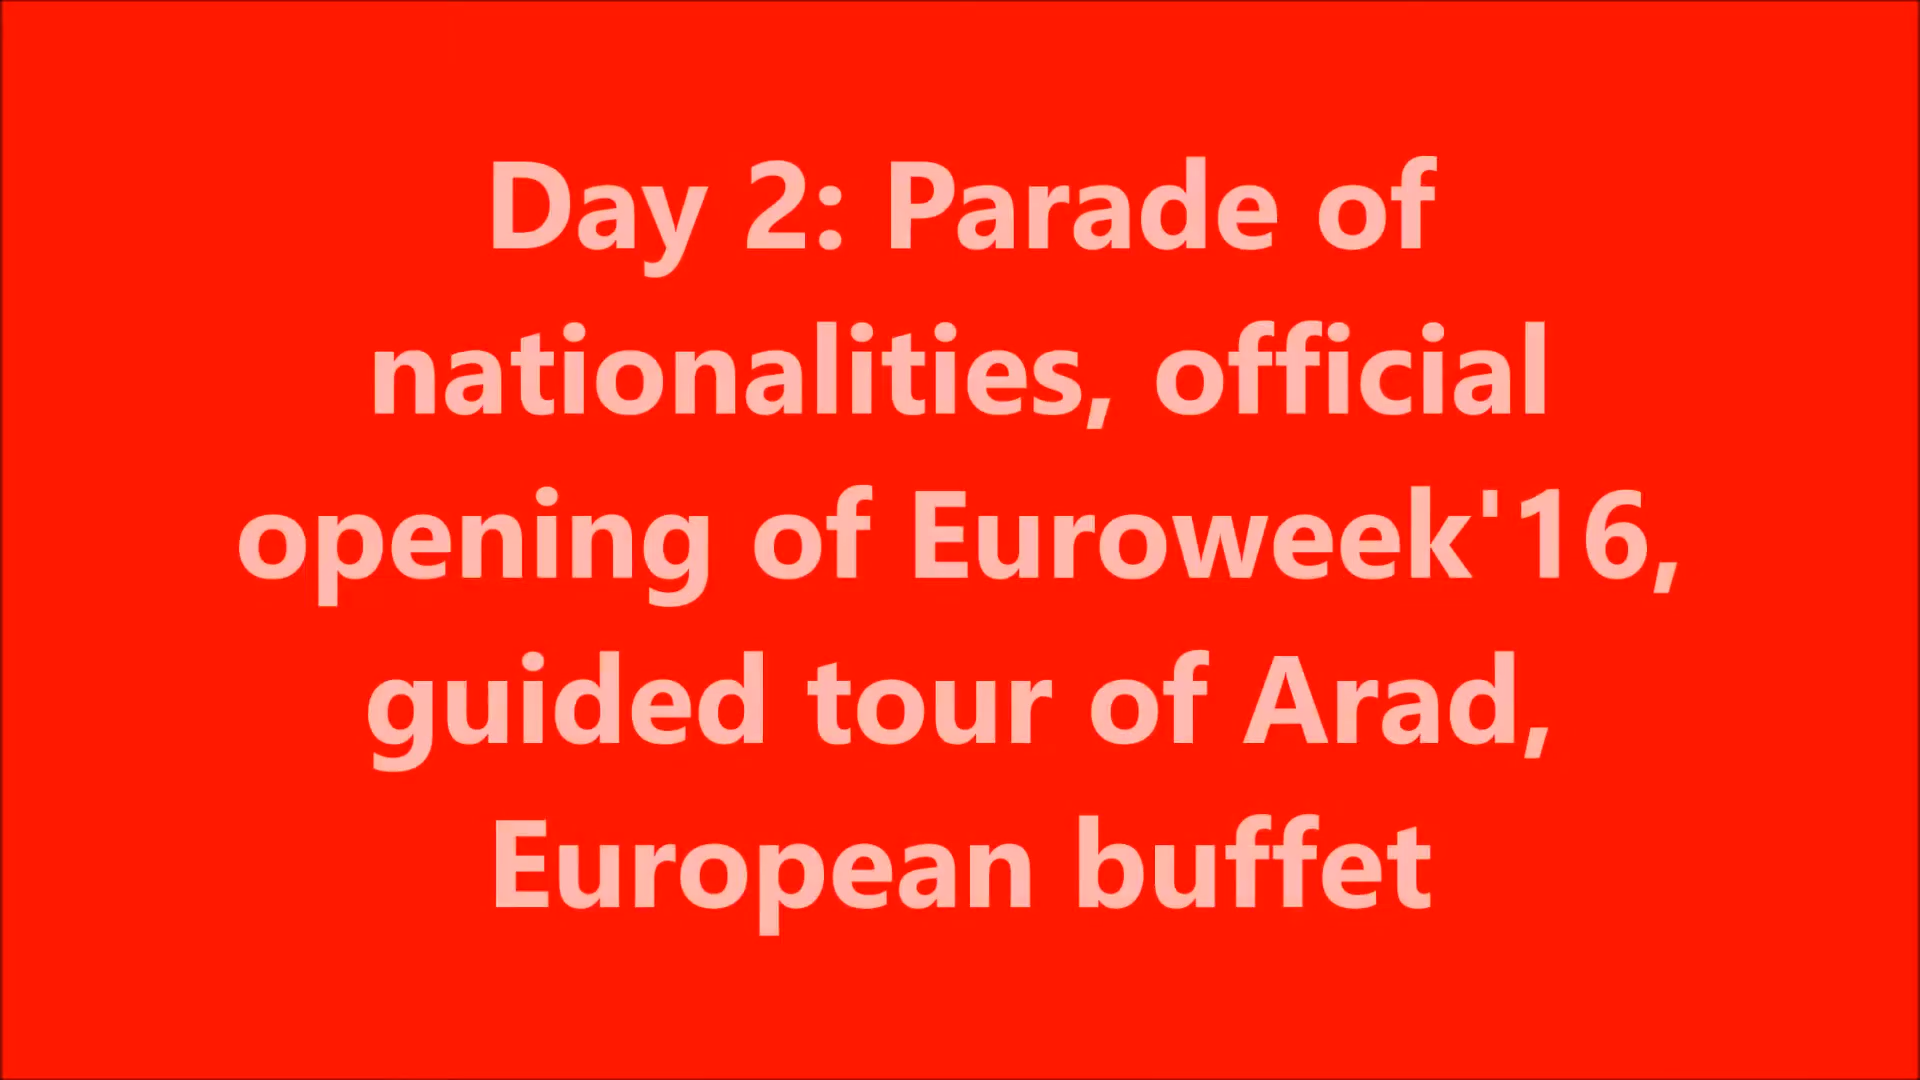 Day 2: Parade of
nationalities, official
opening of Euroweek'16,
guided tour of Arad,
European buffet